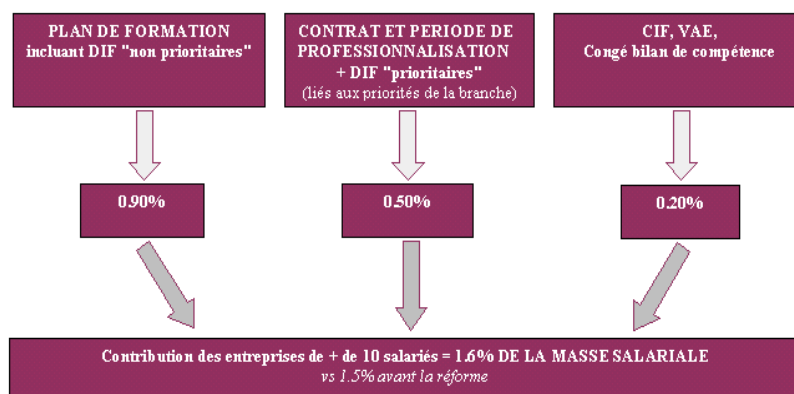 PLAN DE FORMATION
incluant DIF "non prioritaires"
CONTRAT ET PERIODE DE
PROFESSIONNALISATION
+ DIF "prioritaires"
(liés aux priorités de la branche)
CIF, VAE,
Congé bilan de compétence
0.90%
0.50%
0.20%
Contribution des entreprises de + de 10 salariés = 1.6% DE LA MASSE SALARIALE
vs 1.5% avant la réforme